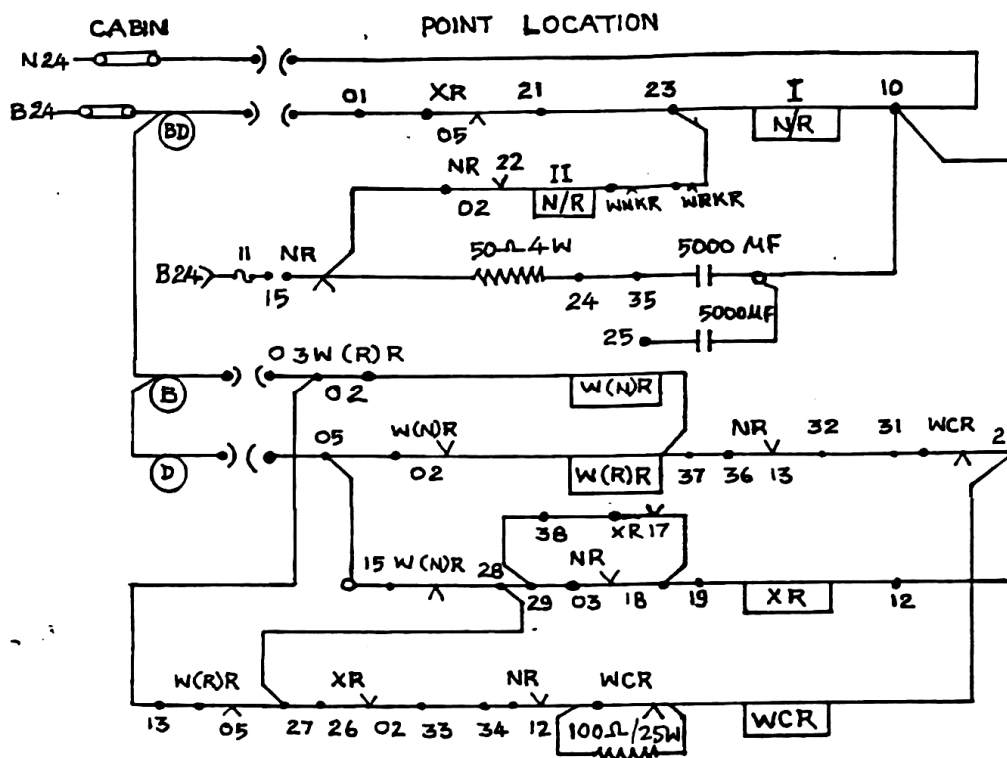 CABIN POINT LOCATION
N24
B24 BD 01 XR 05 21 23 I N/R 10
NR 22 02 II N/R WNKR WRKR
B24 11 15 NR 50Ω 4W 24 35 5000 MF
25 5000MF
B 03 W(R)R 02 W(N)R
D 05 W(N)R 02 W(R)R 37 36 NR 13 32 31 WCR 2
38 XR 17
15 W(N)R 28 29 03 NR 18 19 XR 12
13 W(R)R 05 27 26 XR 02 33 34 NR 12 WCR 100Ω/25W WCR